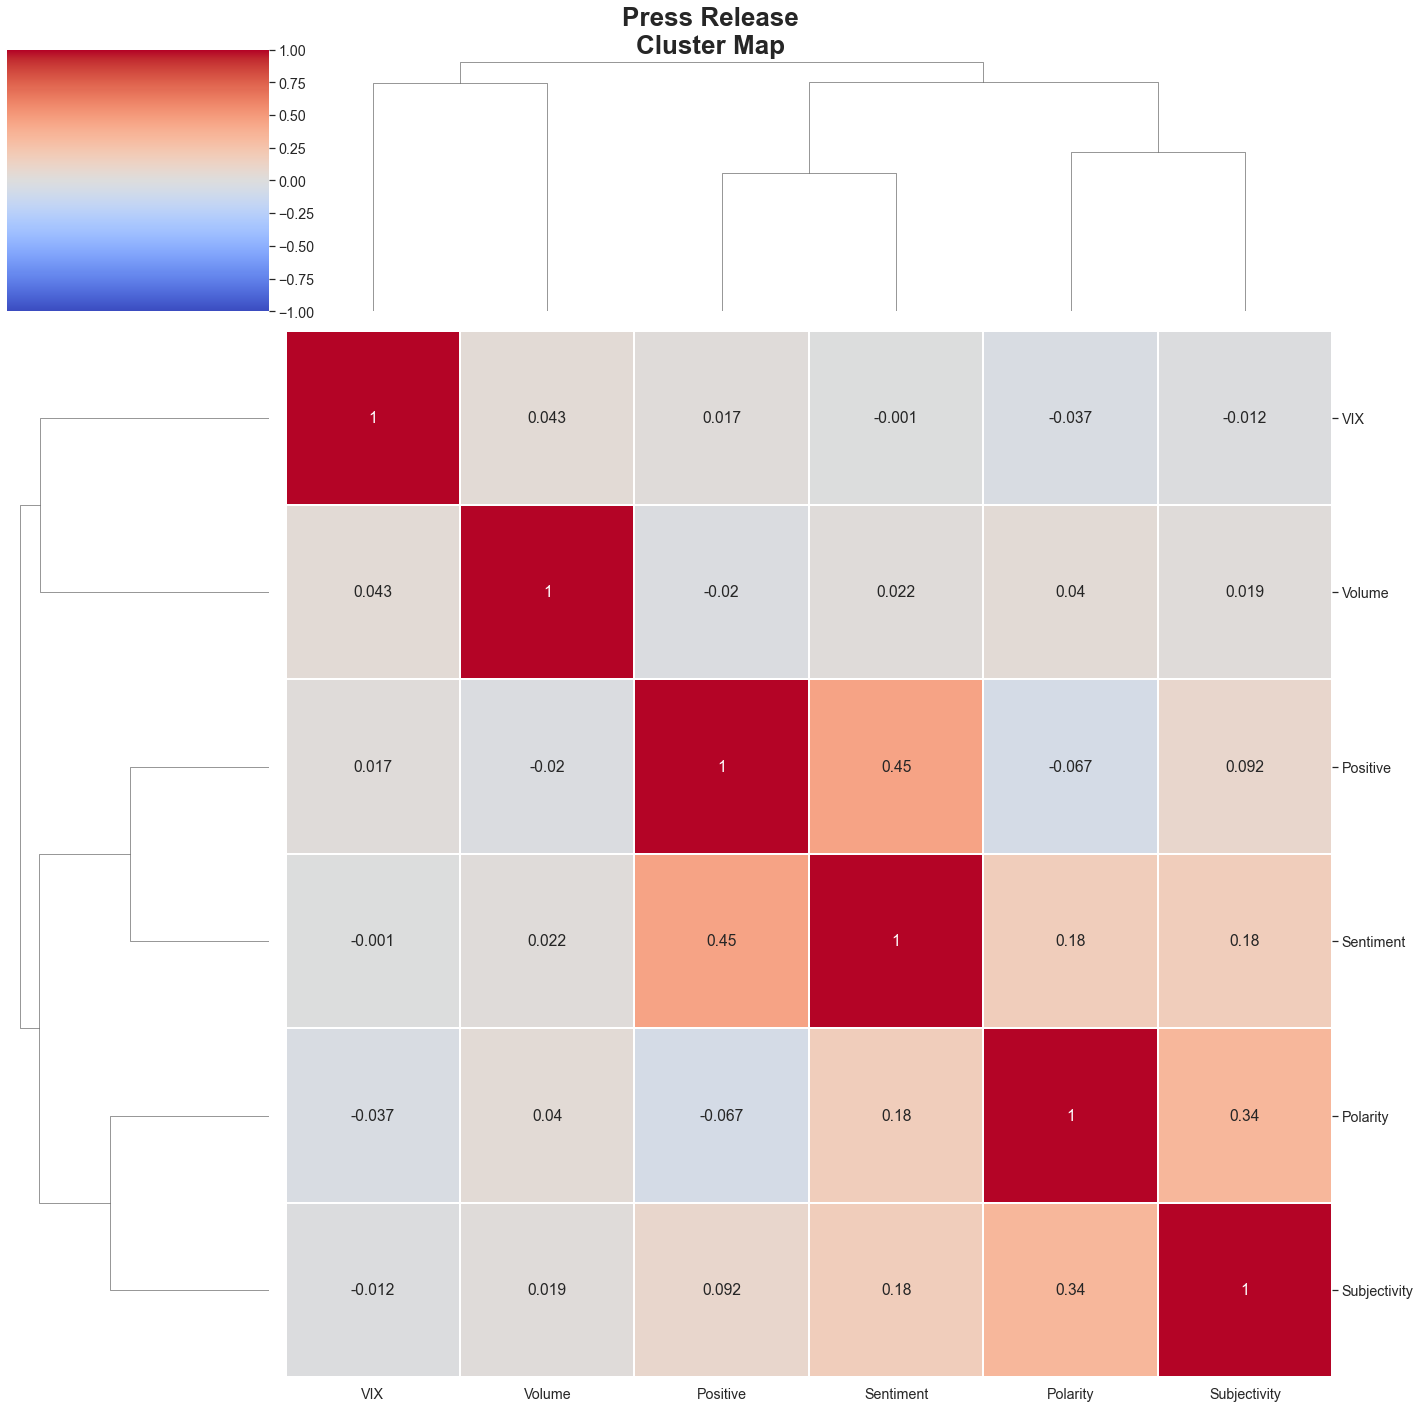 Press Release
Cluster Map
1.00
0.75
0.50
0.25
0.00
−0.25
−0.50
−0.75
−1.00
1 0.043 0.017 -0.001 -0.037 -0.012 VIX
0.043 1 -0.02 0.022 0.04 0.019 Volume
0.017 -0.02 1 0.45 -0.067 0.092 Positive
-0.001 0.022 0.45 1 0.18 0.18 Sentiment
-0.037 0.04 -0.067 0.18 1 0.34 Polarity
-0.012 0.019 0.092 0.18 0.34 1 Subjectivity
VIX Volume Positive Sentiment Polarity Subjectivity